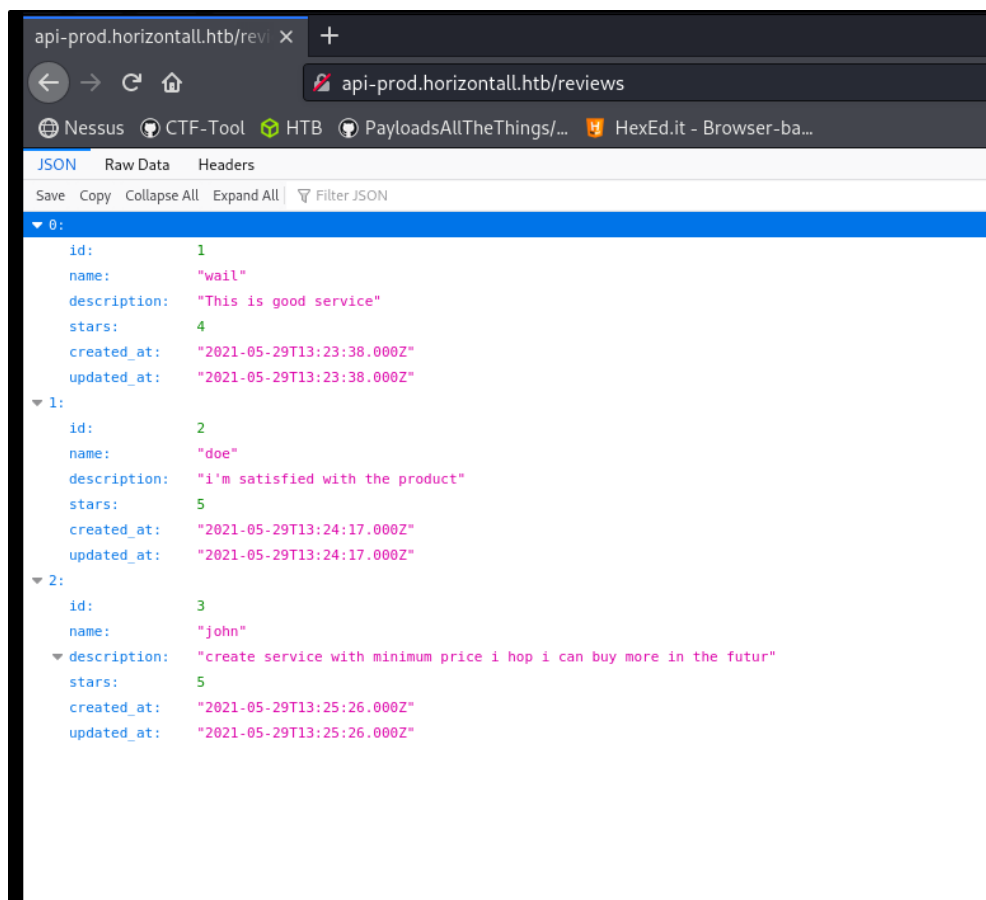 api-prod.horizontall.htb/revi
api-prod.horizontall.htb/reviews
Nessus CTF-Tool HTB PayloadsAllTheThings/... HexEd.it - Browser-ba...
JSON Raw Data Headers
Save Copy Collapse All Expand All Filter JSON
0:
id: 1
name: "wail"
description: "This is good service"
stars: 4
created_at: "2021-05-29T13:23:38.000Z"
updated_at: "2021-05-29T13:23:38.000Z"
1:
id: 2
name: "doe"
description: "i'm satisfied with the product"
stars: 5
created_at: "2021-05-29T13:24:17.000Z"
updated_at: "2021-05-29T13:24:17.000Z"
2:
id: 3
name: "john"
description: "create service with minimum price i hop i can buy more in the futur"
stars: 5
created_at: "2021-05-29T13:25:26.000Z"
updated_at: "2021-05-29T13:25:26.000Z"